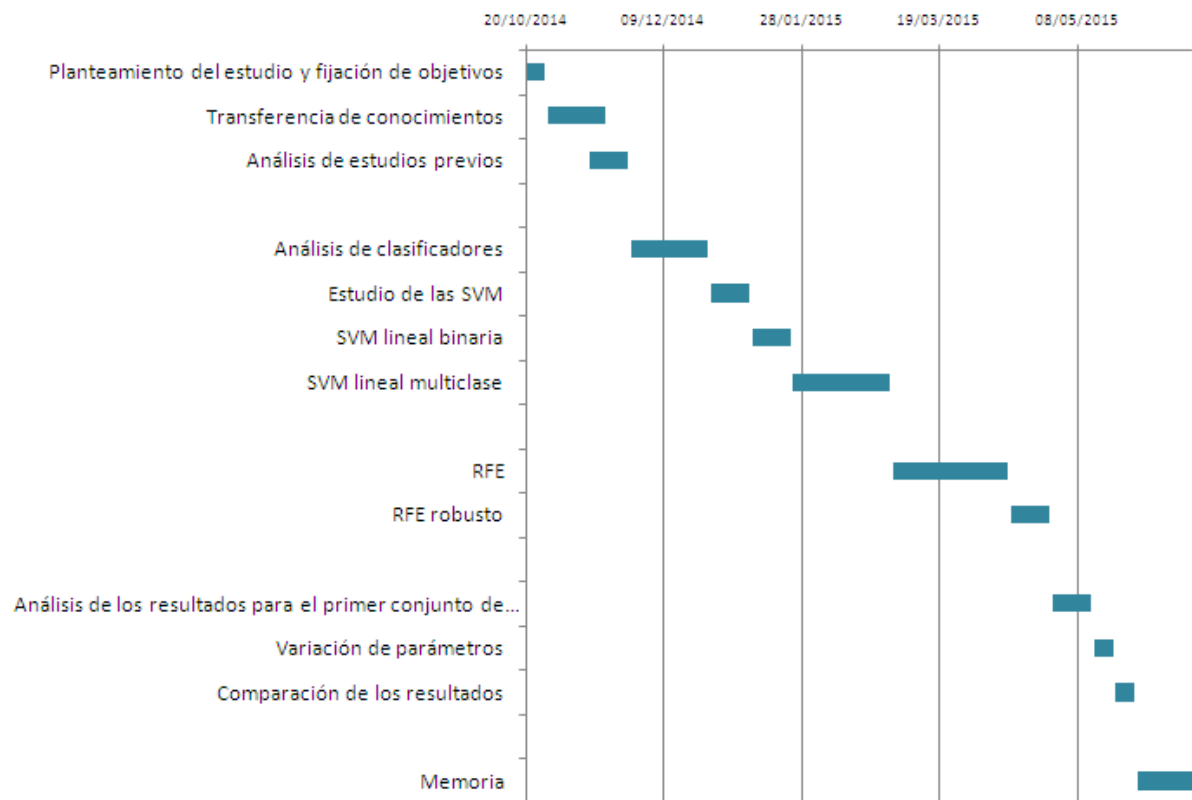 20/10/2014 09/12/2014 28/01/2015 19/03/2015 08/05/2015
Planteamiento del estudio y fijación de objetivos
Transferencia de conocimientos
Análisis de estudios previos
Análisis de clasificadores
Estudio de las SVM
SVM lineal binaria
SVM lineal multiclase
RFE
RFE robusto
Análisis de los resultados para el primer conjunto de...
Variación de parámetros
Comparación de los resultados
Memoria